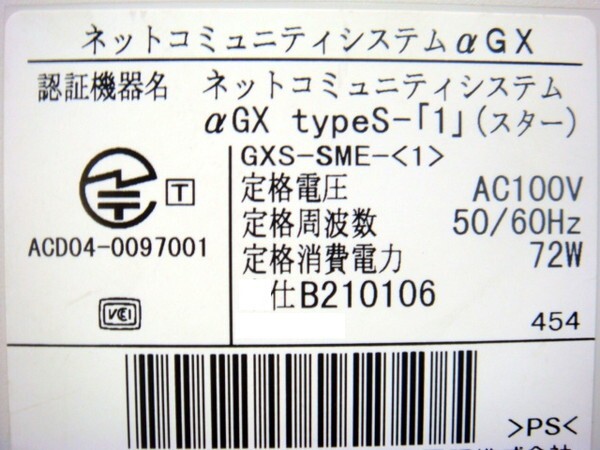 ネットコミュニティシステムαGX
認証機器名 ネットコミュニティシステム
αGX typeS-「1」(スター)
GXS-SME-<1>
T
定格電圧 AC100V
定格周波数 50/60Hz
ACD04-0097001
定格消費電力 72W
仕B210106
VCI
454
>PS<